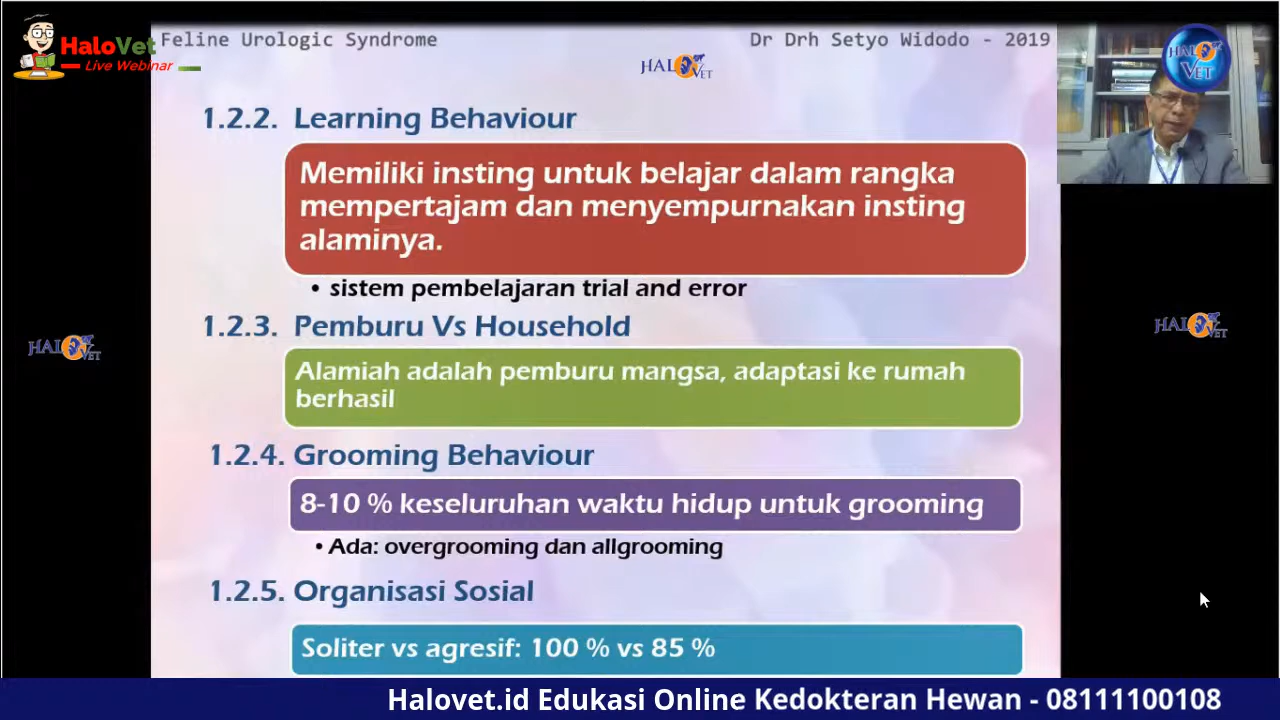 HaloVet
Live Webinar
Feline Urologic Syndrome
Dr Drh Setyo Widodo - 2019
HALOVET
HALO
VET
1.2.2. Learning Behaviour
Memiliki insting untuk belajar dalam rangka
mempertajam dan menyempurnakan insting
alaminya.
• sistem pembelajaran trial and error
1.2.3. Pemburu Vs Household
HALOVET
HALOVET
Alamiah adalah pemburu mangsa, adaptasi ke rumah
berhasil
1.2.4. Grooming Behaviour
8-10 % keseluruhan waktu hidup untuk grooming
• Ada: overgrooming dan allgrooming
1.2.5. Organisasi Sosial
Soliter vs agresif: 100 % vs 85 %
Halovet.id Edukasi Online Kedokteran Hewan - 08111100108